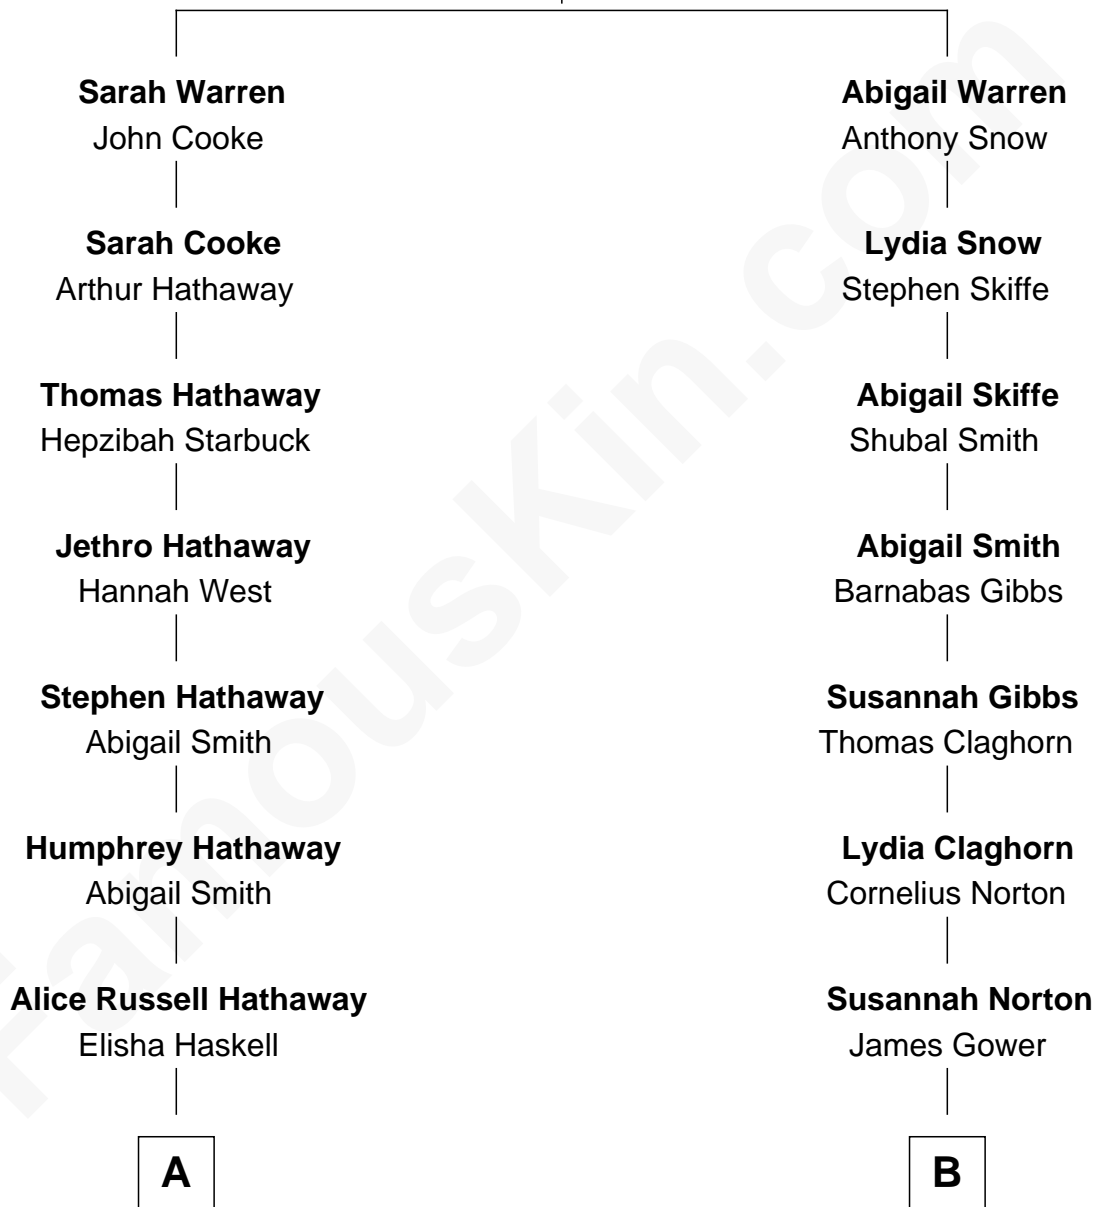 Sarah Warren
John Cooke
Sarah Cooke
Arthur Hathaway
Thomas Hathaway
Hepzibah Starbuck
Jethro Hathaway
Hannah West
Stephen Hathaway
Abigail Smith
Humphrey Hathaway
Abigail Smith
Alice Russell Hathaway
Elisha Haskell
A
Abigail Warren
Anthony Snow
Lydia Snow
Stephen Skiffe
Abigail Skiffe
Shubal Smith
Abigail Smith
Barnabas Gibbs
Susannah Gibbs
Thomas Claghorn
Lydia Claghorn
Cornelius Norton
Susannah Norton
James Gower
B
FamousKin.com